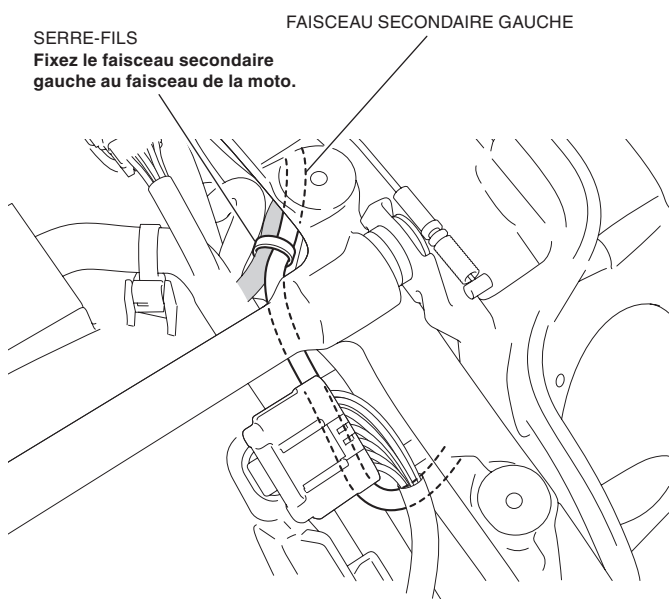 FAISCEAU SECONDAIRE GAUCHE
SERRE-FILS
Fixez le faisceau secondaire
gauche au faisceau de la moto.